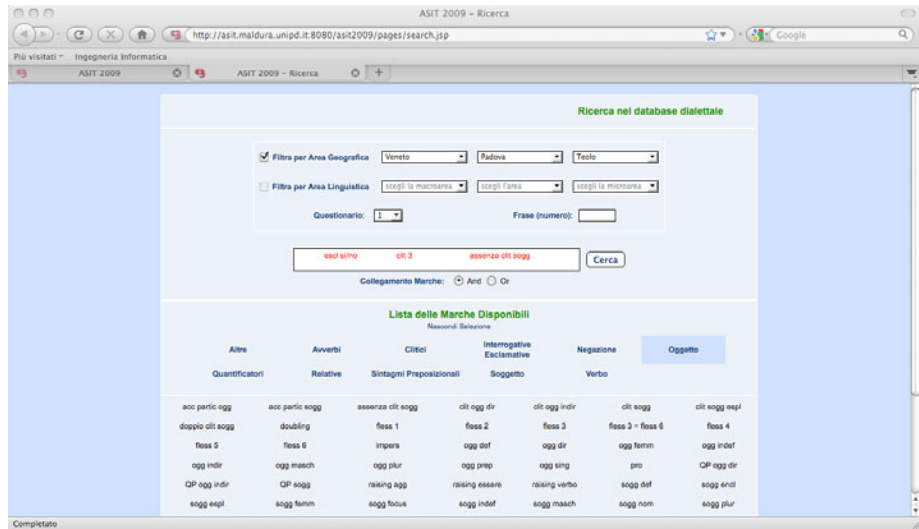 ASIT 2009 – Ricerca
http://asit.maldura.unipd.it:8080/asit2009/pages/search.jsp Google
Più visitati Ingegneria Informatica
ASIT 2009 ASIT 2009 – Ricerca
Ricerca nel database dialettale
Filtra per Area Geografica Veneto Padova Teolo
Filtra per Area Linguistica scegli la macroarea scegli l'area scegli la microarea
Questionario: 1 Frase (numero):
escl si/no clit 3 assenza clit sogg Cerca
Collegamento Marche: And Or
Lista delle Marche Disponibili
Nascondi Selezione
Altre Avverbi Clitici Interrogative Esclamative Negazione Oggetto
Quantificatori Relative Sintagmi Preposizionali Soggetto Verbo
acc partic ogg acc partic sogg assenza clit sogg clit ogg dir clit ogg indir clit sogg clit sogg espl
doppio clit sogg doubling fless 1 fless 2 fless 3 fless 3 = fless 6 fless 4
fless 5 fless 6 impers ogg def ogg dir ogg femm ogg indef
ogg indir ogg masch ogg plur ogg prep ogg sing pro QP ogg dir
QP ogg indir QP sogg raising agg raising essere raising verbo sogg def sogg encl
sogg espl sogg femm sogg focus sogg indef sogg masch sogg nom sogg plur
Completato